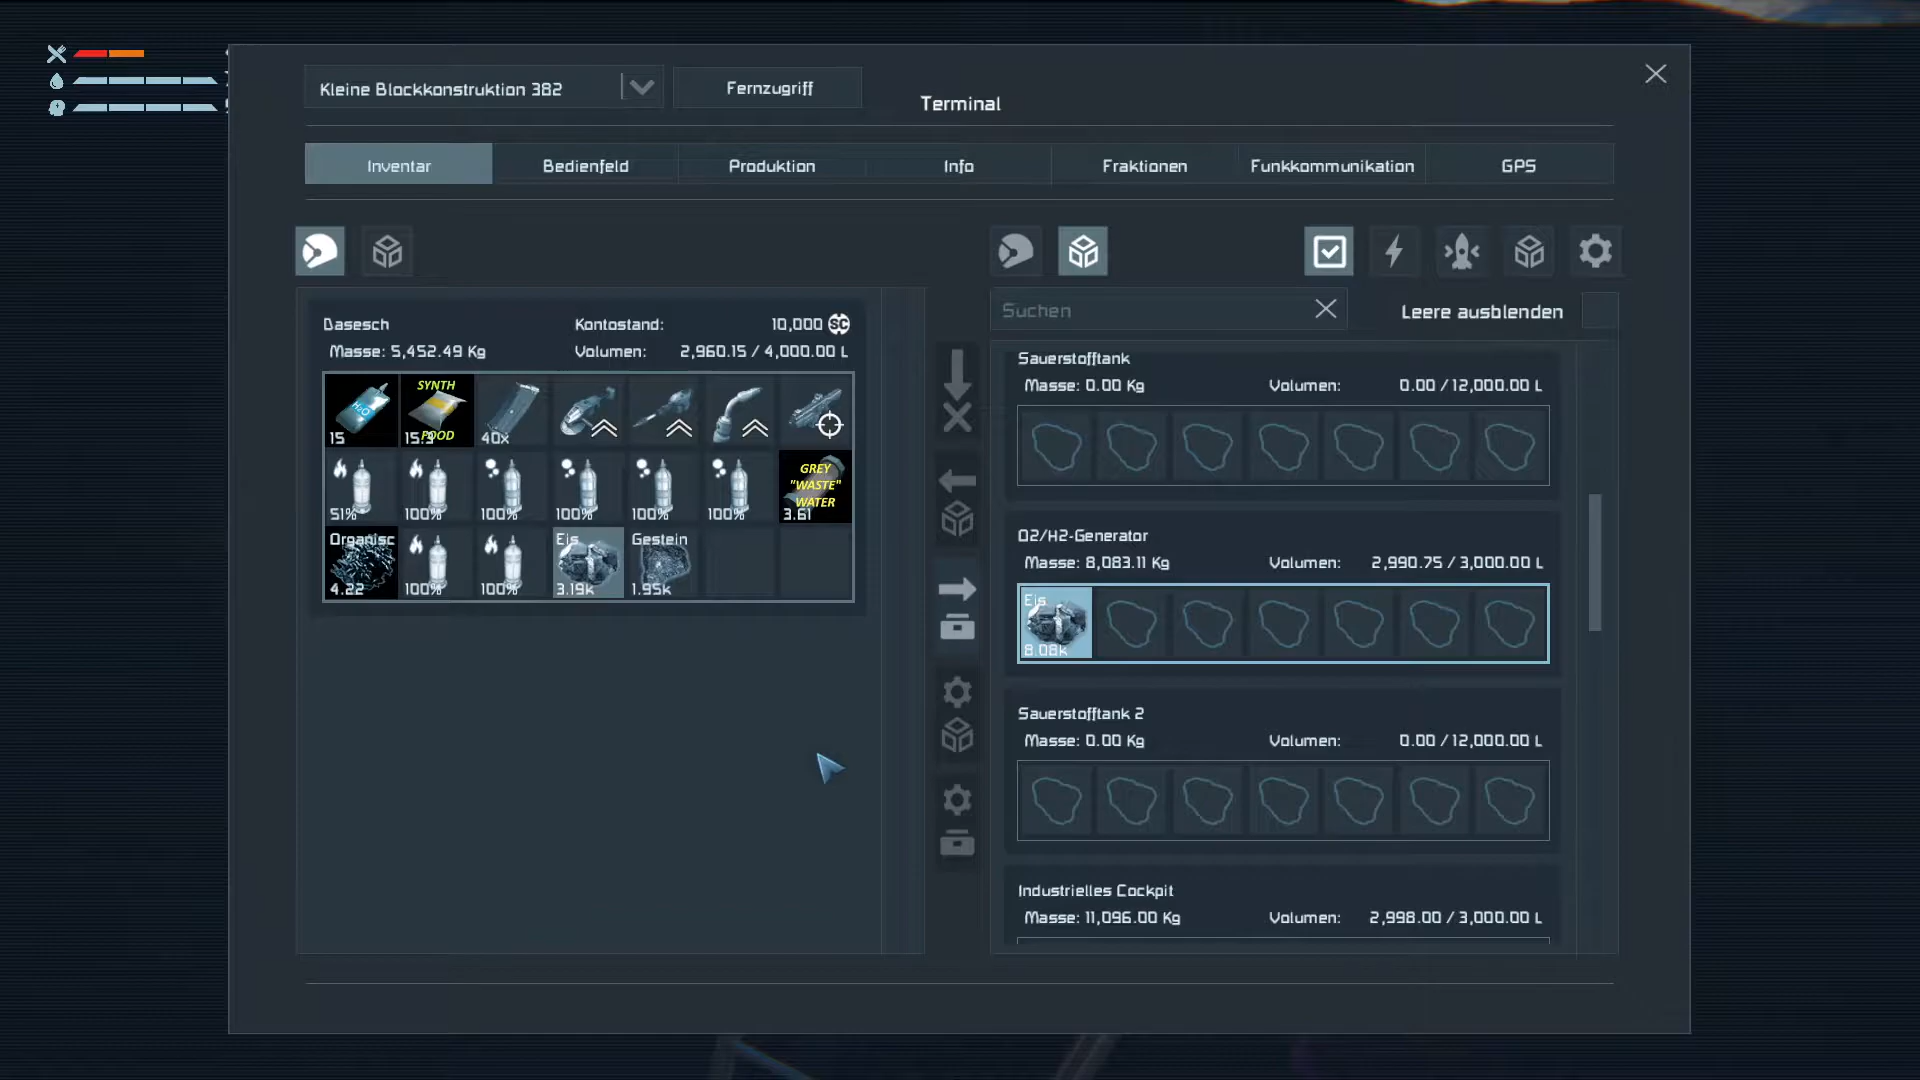 Kleine Blockkonstruktion 382
Fernzugriff
Terminal
Inventar
Bedienfeld
Produktion
Info
Fraktionen
Funkkommunikation
GPS
Suchen
Leere ausblenden
Basesch
Kontostand:
10,000 SC
Masse: 5,452.49 Kg
Volumen:
2,960.15 / 4,000.00 L
H₂O
15
SYNTH
FOOD
15.9
40x
51%
100%
100%
100%
100%
100%
GREY
"WASTE"
WATER
3.61
Organisc
4.22
100%
100%
Eis
3.19k
Gestein
1.95k
Sauerstofftank
Masse: 0.00 Kg
Volumen:
0.00 / 12,000.00 L
O2/H2-Generator
Masse: 8,083.11 Kg
Volumen:
2,990.75 / 3,000.00 L
Eis
8.08k
Sauerstofftank 2
Masse: 0.00 Kg
Volumen:
0.00 / 12,000.00 L
Industrielles Cockpit
Masse: 11,096.00 Kg
Volumen:
2,998.00 / 3,000.00 L